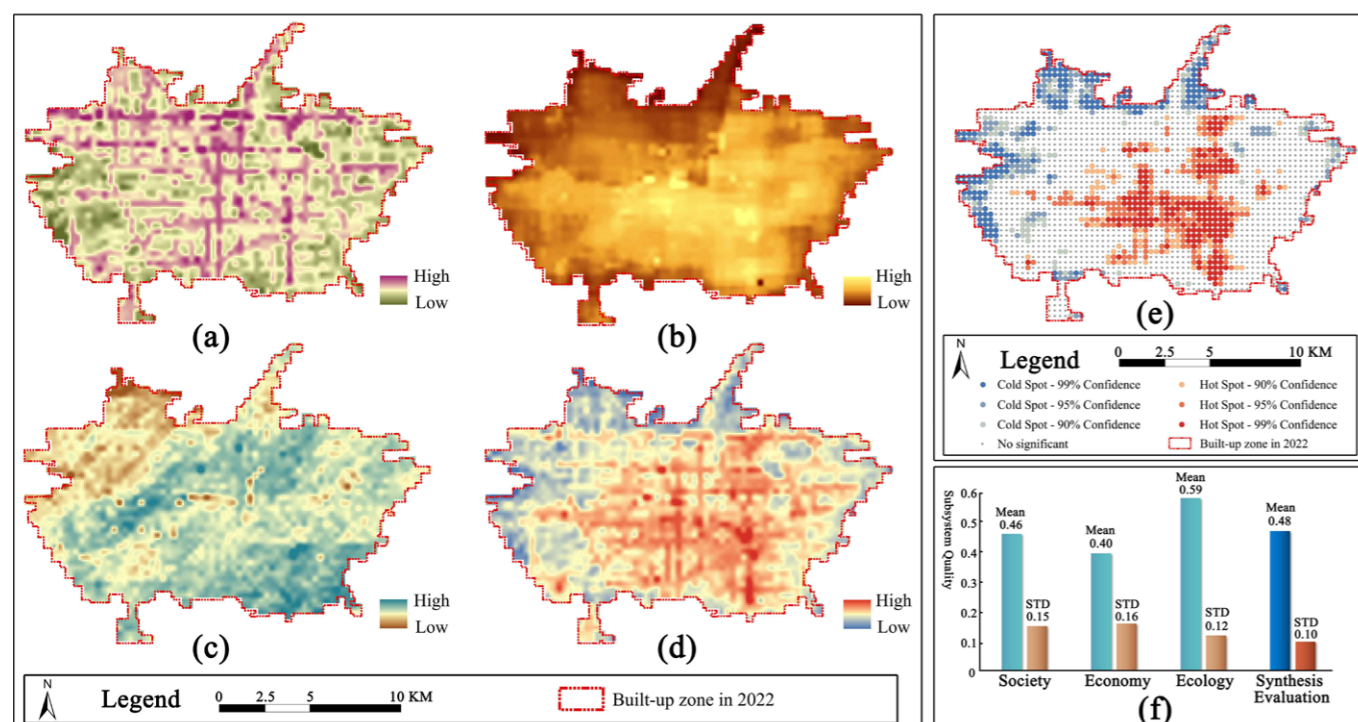 High
Low
(a)
High
Low
(b)
High
Low
(c)
High
Low
(d)
N
Legend
0 2.5 5 10 KM
Built-up zone in 2022
(e)
N
Legend
0 2.5 5 10 KM
Cold Spot - 99% Confidence
Hot Spot - 90% Confidence
Cold Spot - 95% Confidence
Hot Spot - 95% Confidence
Cold Spot - 90% Confidence
Hot Spot - 99% Confidence
No significant
Built-up zone in 2022
Subsystem Quality
0.6
0.5
0.4
0.3
0.2
0.1
0
Mean
0.46
STD
0.15
Mean
0.40
STD
0.16
Mean
0.59
STD
0.12
Mean
0.48
STD
0.10
Society
Economy
Ecology
Synthesis
Evaluation
(f)